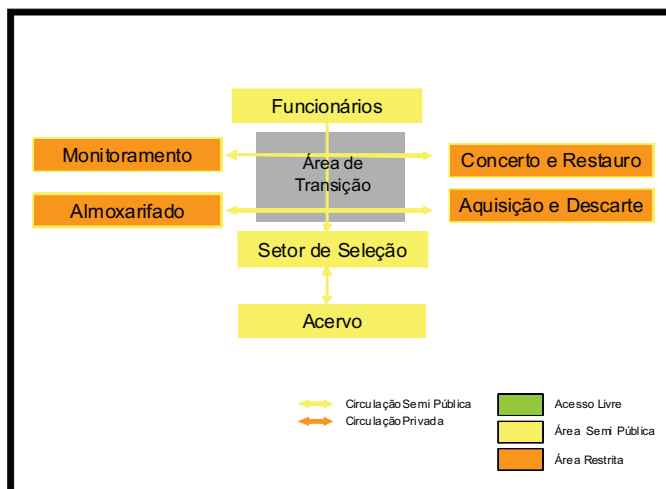 Funcionários
Monitoramento
Área de
Transição
Concerto e Restauro
Almoxarifado
Aquisição e Descarte
Setor de Seleção
Acervo
Circulação Semi Pública
Circulação Privada
Acesso Livre
Área Semi Pública
Área Restrita